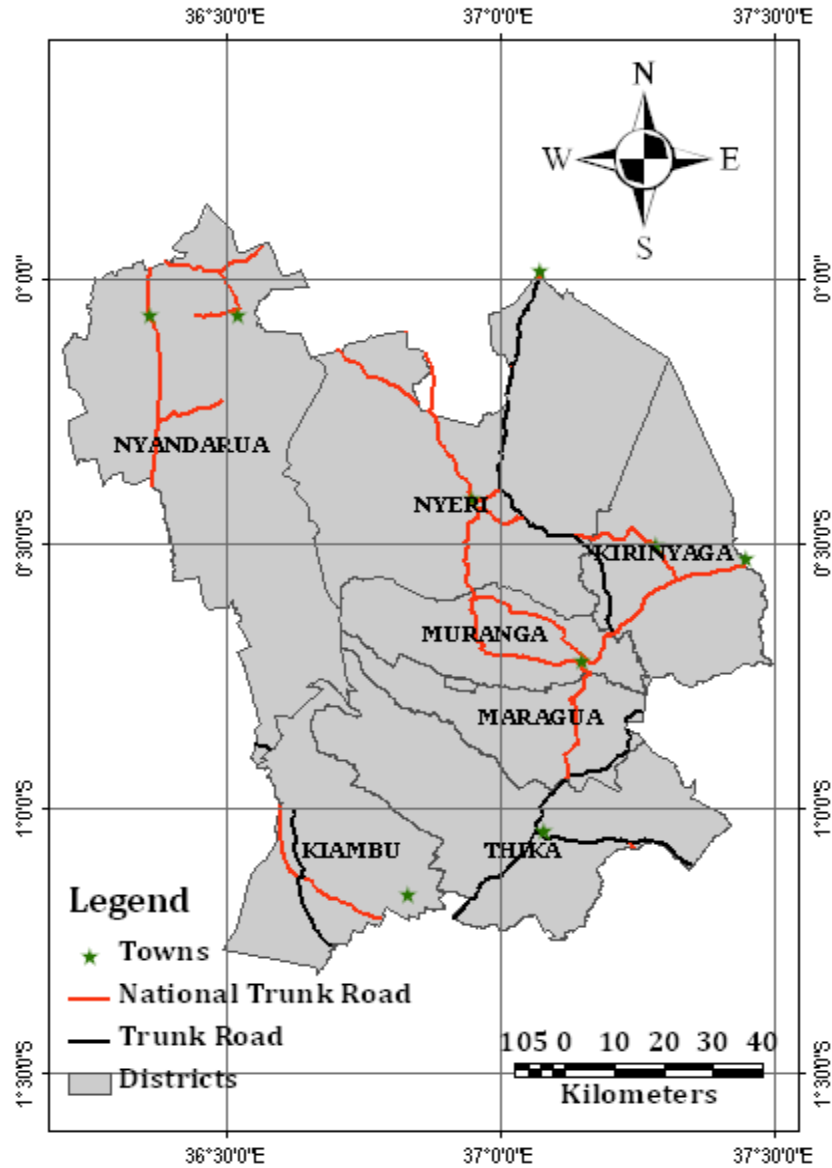 36°30'0"E 37°0'0"E 37°30'0"E
N
W E
S
0°0'0" 0°0'0"
NYANDARUA
NYERI
0°30'0"S KIRINYAGA 0°30'0"S
MURANGA
MARAGUA
1°0'0"S 1°0'0"S
KIAMBU THIKA
Legend
Towns
National Trunk Road
Trunk Road
Districts
105 0 10 20 30 40
Kilometers
1°30'0"S 1°30'0"S
36°30'0"E 37°0'0"E 37°30'0"E